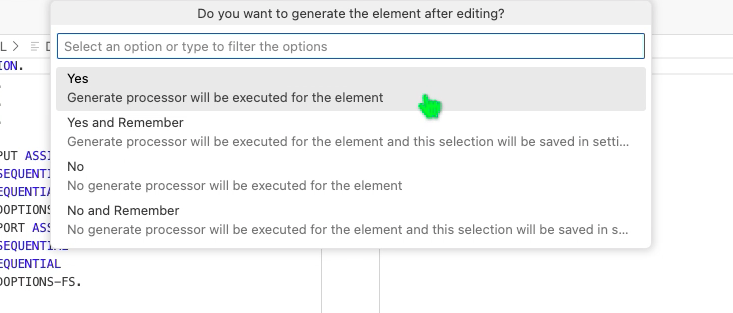 Do you want to generate the element after editing?
Select an option or type to filter the options
L >
ION.
Yes
Generate processor will be executed for the element
Yes and Remember
Generate processor will be executed for the element and this selection will be saved in setti...
No
No generate processor will be executed for the element
No and Remember
No generate processor will be executed for the element and this selection will be saved in s...
PUT ASSI
SEQUENTIAL
EQUENTIAL
OOPTIONS
PORT ASS
SEQUENTIAL
EQUENTIAL
OOPTIONS-FS.